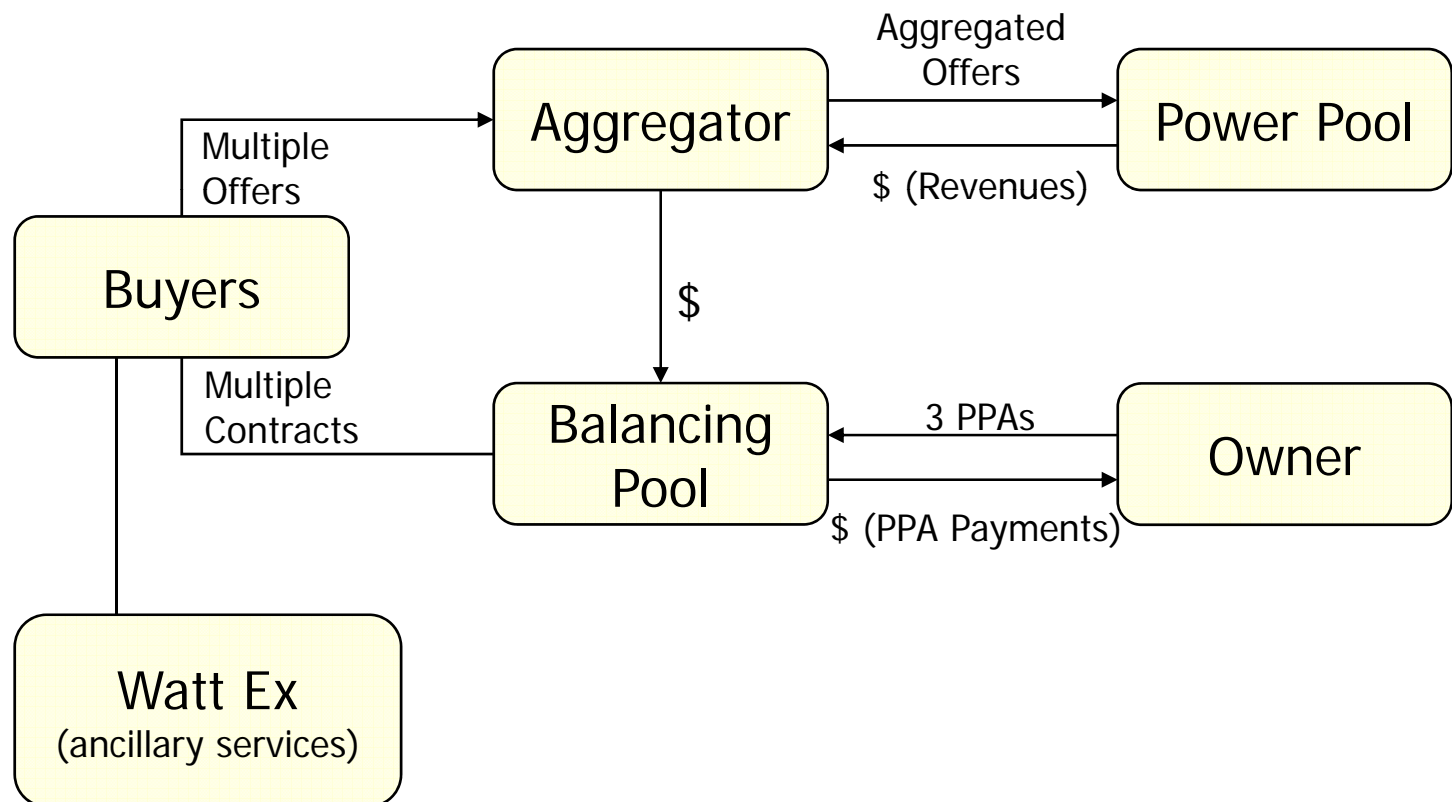 Aggregated
Offers
Aggregator
Power Pool
Multiple
Offers
$ (Revenues)
Buyers
$
Multiple
Contracts
Balancing
Pool
3 PPAs
Owner
$ (PPA Payments)
Watt Ex
(ancillary services)